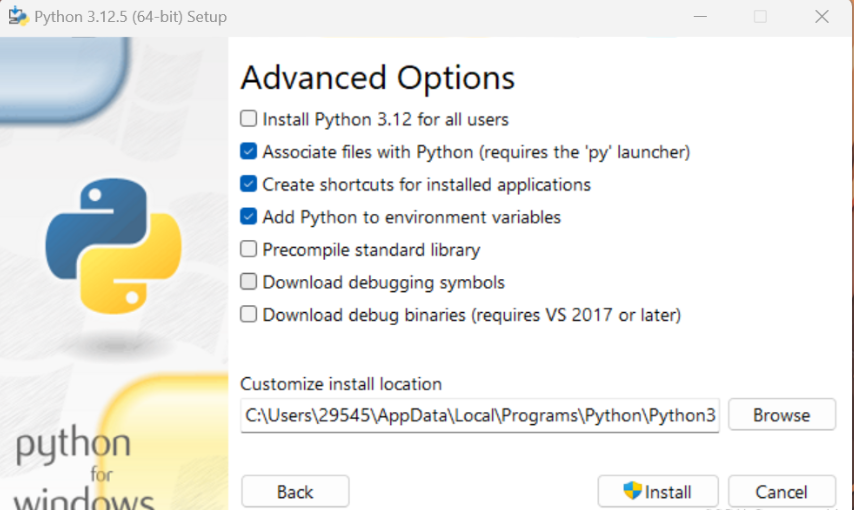 Python 3.12.5 (64-bit) Setup
Advanced Options
Install Python 3.12 for all users
Associate files with Python (requires the 'py' launcher)
Create shortcuts for installed applications
Add Python to environment variables
Precompile standard library
Download debugging symbols
Download debug binaries (requires VS 2017 or later)
Customize install location
C:\Users\29545\AppData\Local\Programs\Python\Python3
Browse
python
for
windows
Back
Install
Cancel